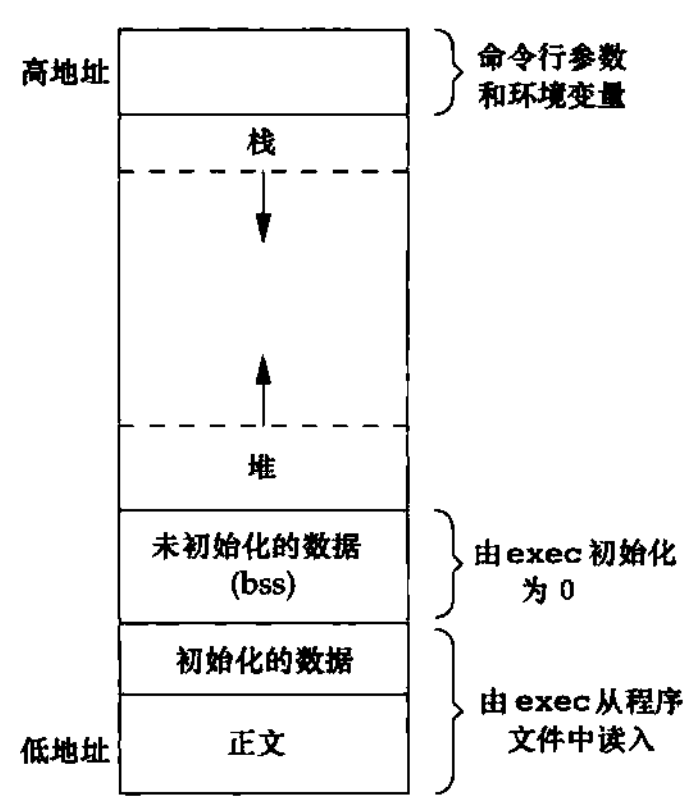 高地址
命令行参数
和环境变量
栈
堆
未初始化的数据
(bss)
由exec初始化
为 0
初始化的数据
由exec从程序
文件中读入
正文
低地址